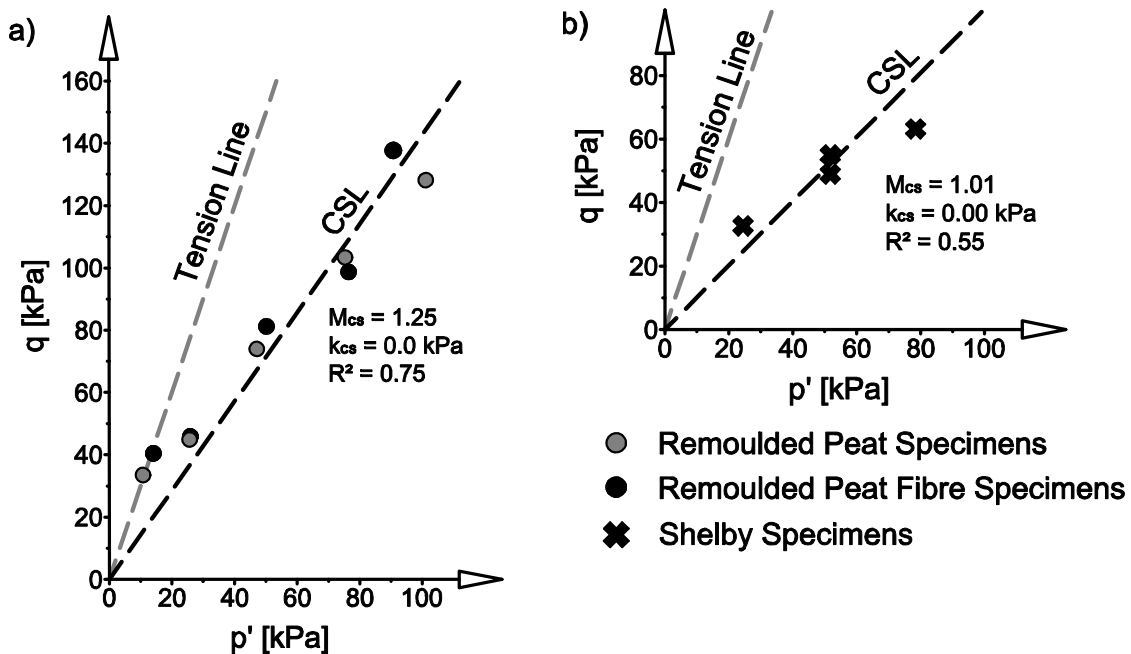 a)
160
140
120
100
80
60
40
20
0
0 20 40 60 80 100
q [kPa]
p' [kPa]
Tension Line
CSL
Mcs = 1.25
kcs = 0.0 kPa
R² = 0.75
b)
80
60
40
20
0
0 20 40 60 80 100
q [kPa]
p' [kPa]
Tension Line
CSL
Mcs = 1.01
kcs = 0.00 kPa
R² = 0.55
Remoulded Peat Specimens
Remoulded Peat Fibre Specimens
Shelby Specimens